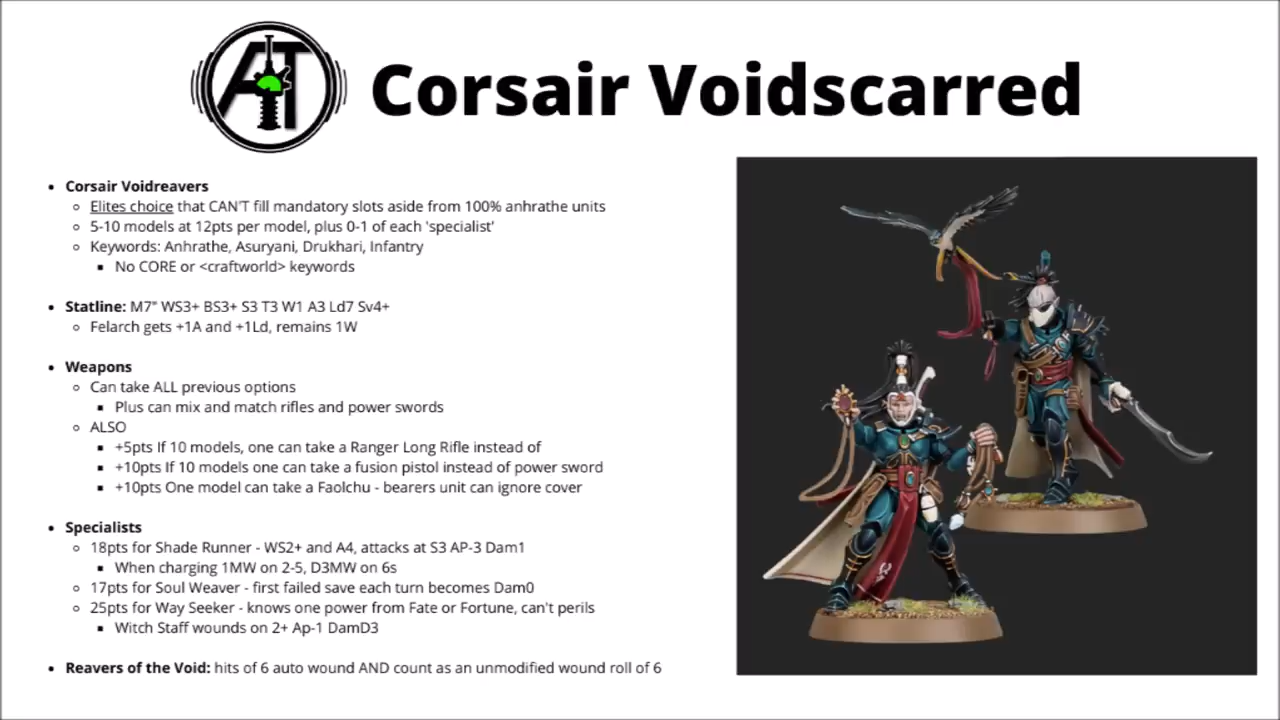 AT
Corsair Voidscarred
• Corsair Voidreavers
◦ Elites choice that CAN'T fill mandatory slots aside from 100% anhrathe units
◦ 5-10 models at 12pts per model, plus 0-1 of each 'specialist'
◦ Keywords: Anhrathe, Asuryani, Drukhari, Infantry
▪ No CORE or <craftworld> keywords
• Statline: M7" WS3+ BS3+ S3 T3 W1 A3 Ld7 Sv4+
◦ Felarch gets +1A and +1Ld, remains 1W
• Weapons
◦ Can take ALL previous options
▪ Plus can mix and match rifles and power swords
◦ ALSO
▪ +5pts If 10 models, one can take a Ranger Long Rifle instead of
▪ +10pts If 10 models one can take a fusion pistol instead of power sword
▪ +10pts One model can take a Faolchu - bearers unit can ignore cover
• Specialists
◦ 18pts for Shade Runner - WS2+ and A4, attacks at S3 AP-3 Dam1
▪ When charging 1MW on 2-5, D3MW on 6s
◦ 17pts for Soul Weaver - first failed save each turn becomes Dam0
◦ 25pts for Way Seeker - knows one power from Fate or Fortune, can't perils
▪ Witch Staff wounds on 2+ Ap-1 DamD3
• Reavers of the Void: hits of 6 auto wound AND count as an unmodified wound roll of 6